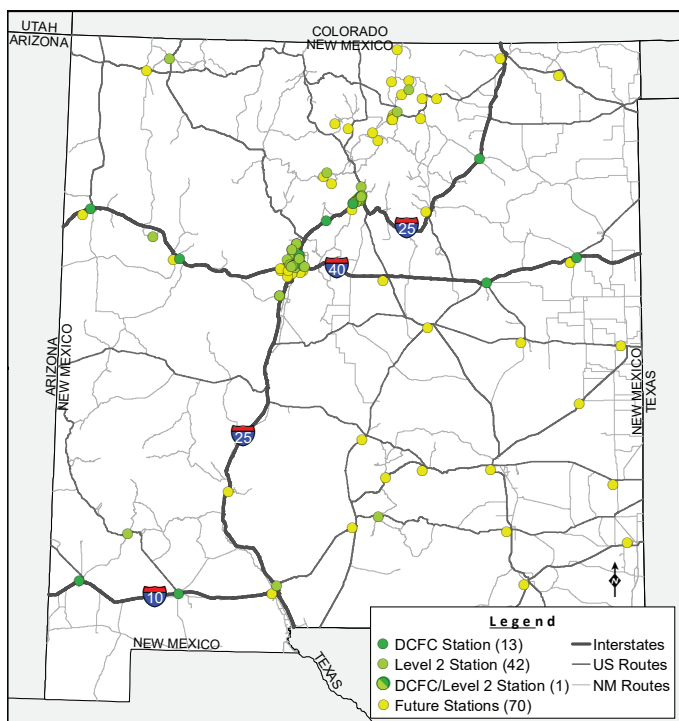 UTAH
ARIZONA
COLORADO
NEW MEXICO
25
40
ARIZONA
NEW MEXICO
NEW MEXICO
TEXAS
25
10
NEW MEXICO
TEXAS
N
Legend
DCFC Station (13)
Level 2 Station (42)
DCFC/Level 2 Station (1)
Future Stations (70)
Interstates
US Routes
NM Routes